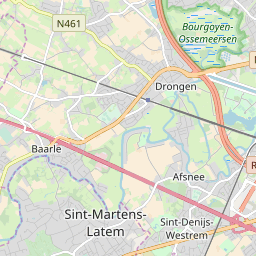 N461
Bourgoyen-
Ossemeersen
Drongen
Baarle
Afsnee
R
Sint-Martens-
Latem
Sint-Denijs-
Westrem